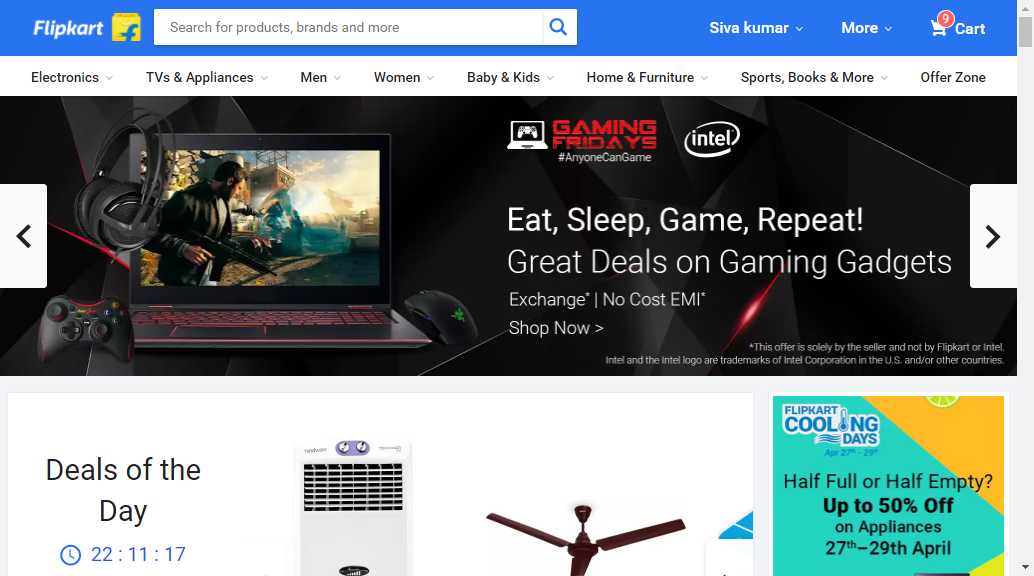 Flipkart
Search for products, brands and more
Siva kumar
More
9
Cart
Electronics
TVs & Appliances
Men
Women
Baby & Kids
Home & Furniture
Sports, Books & More
Offer Zone
GAMING
FRIDAYS
#AnyoneCanGame
intel
Eat, Sleep, Game, Repeat!
Great Deals on Gaming Gadgets
Exchange* | No Cost EMI*
Shop Now >
*This offer is solely by the seller and not by Flipkart or Intel.
Intel and the Intel logo are trademarks of Intel Corporation in the U.S. and/or other countries.
Deals of the
Day
22 : 11 : 17
hindware
FLIPKART
COOLING
DAYS
Apr 27th - 29th
Half Full or Half Empty?
Up to 50% Off
on Appliances
27th–29th April